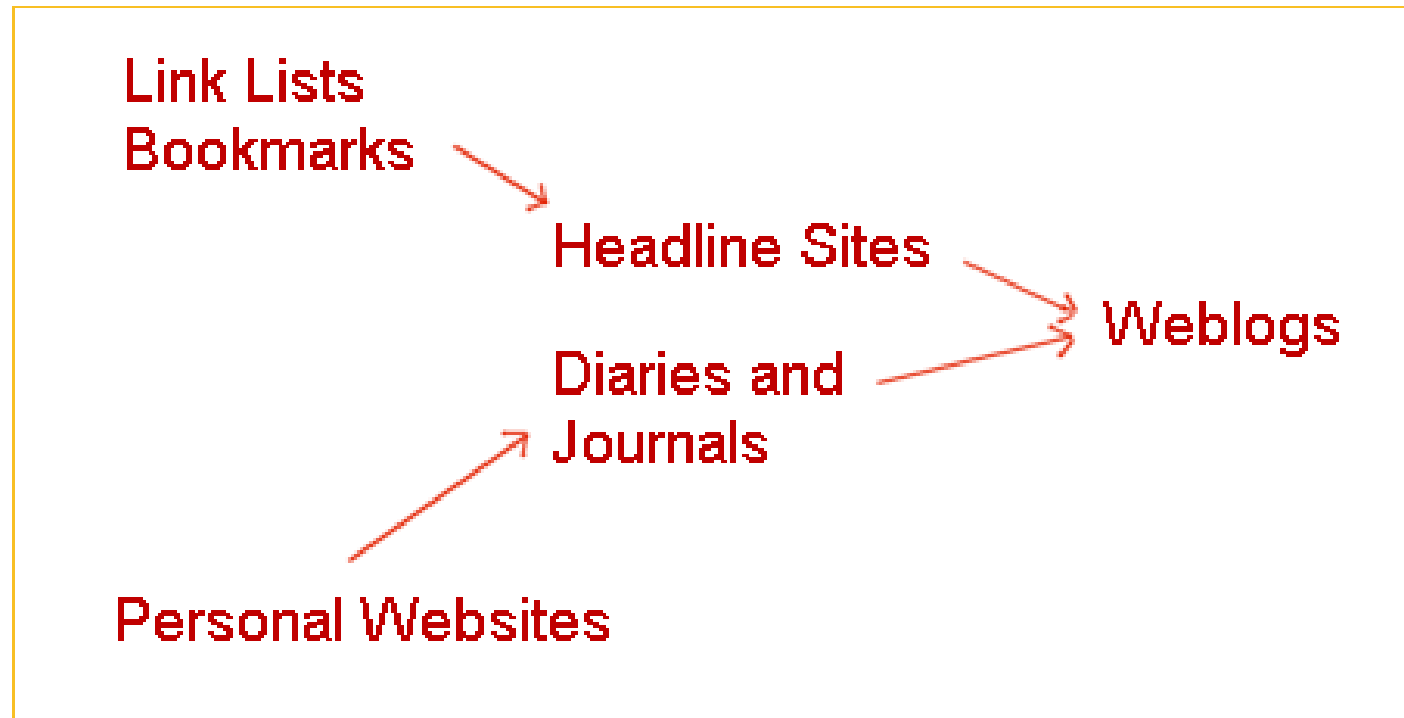 Link Lists
Bookmarks
Headline Sites
Weblogs
Diaries and
Journals
Personal Websites